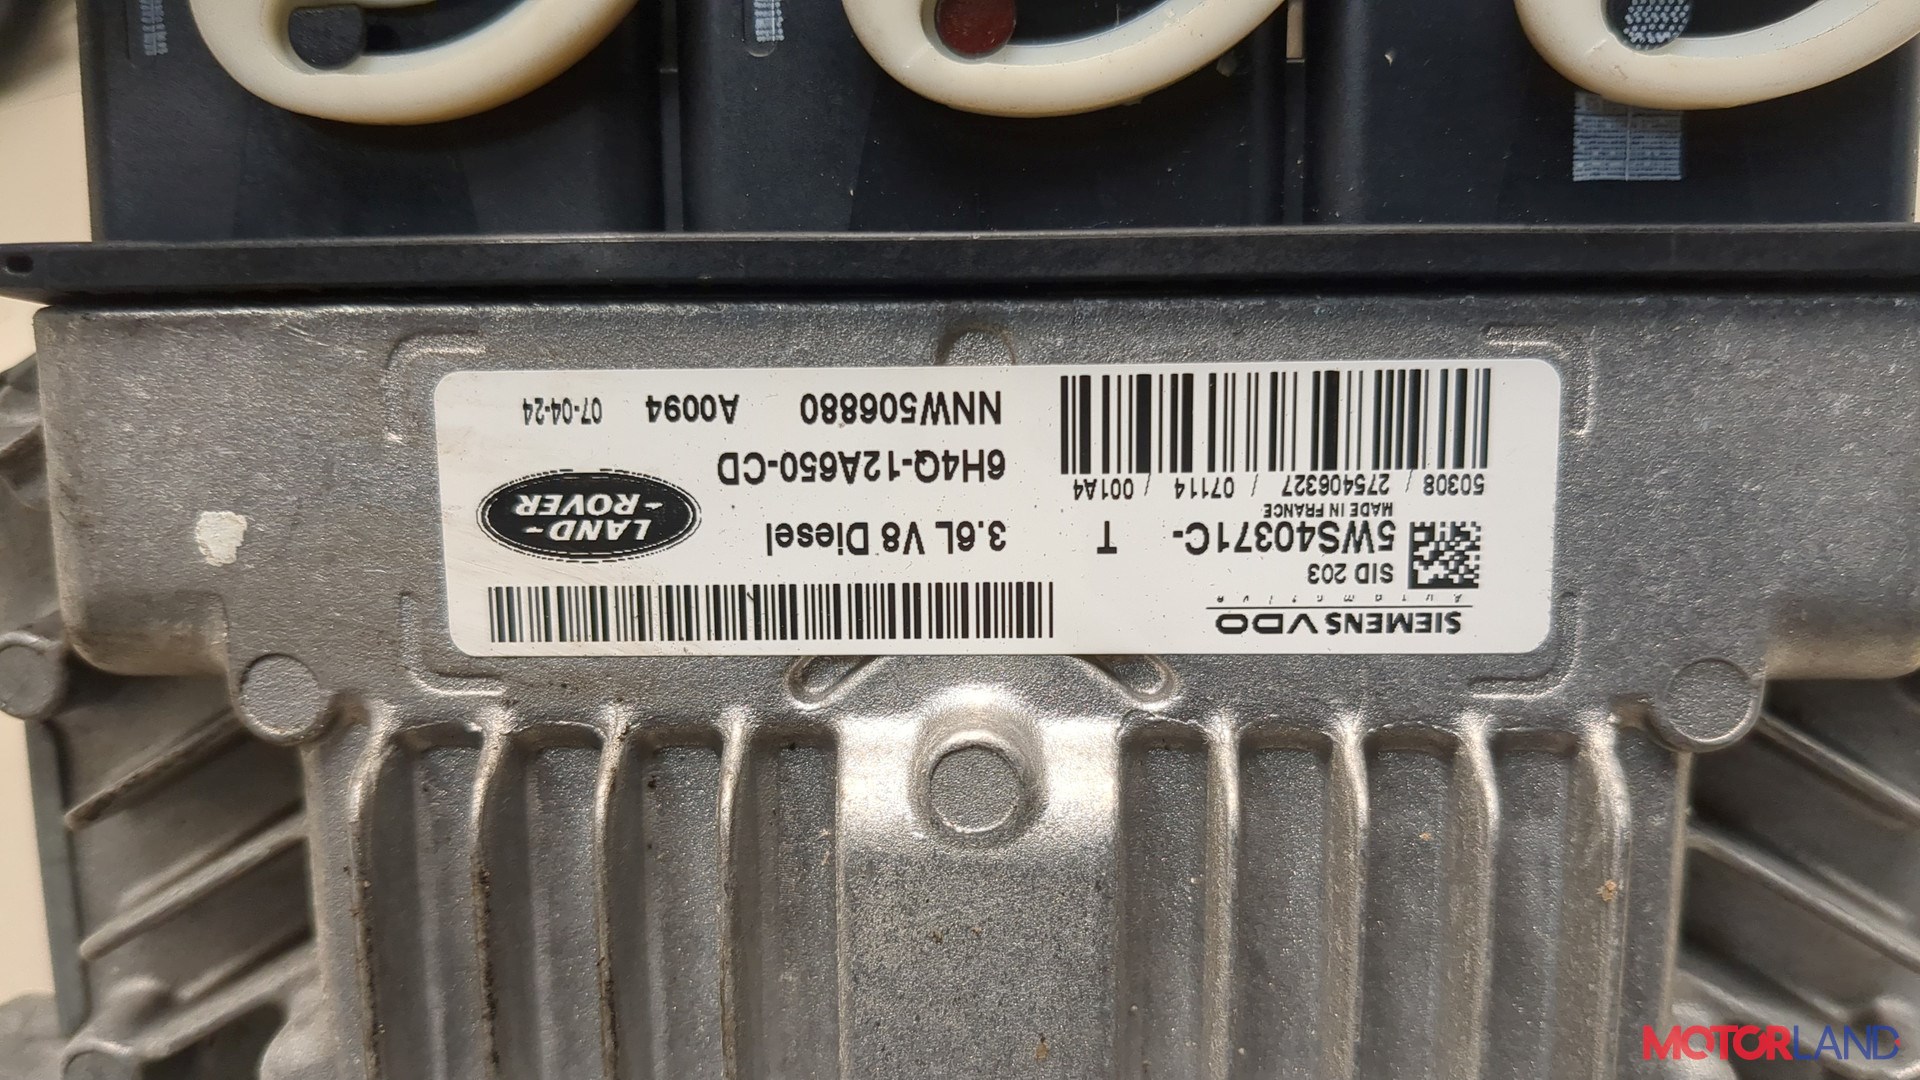 SIEMENS VDO
Automotive
SID 203
5WS40371C- T
MADE IN FRANCE
50308 / 275406327 / 07114 / 001A4
3.6L V8 Diesel
6H4Q-12A650-CD
NNW506880 A0094 07-04-24
LAND-
-ROVER
MOTORLAND